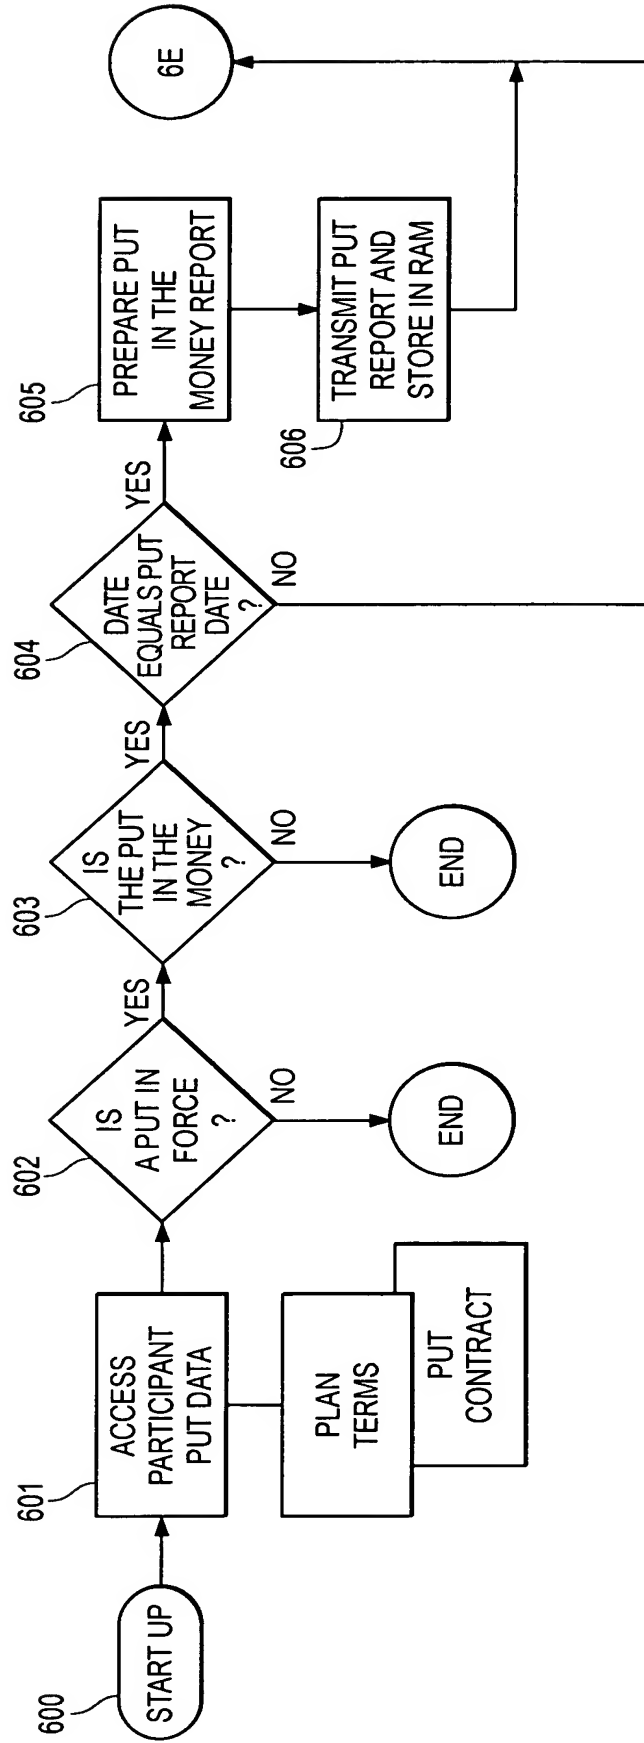 600
START UP
601
ACCESS
PARTICIPANT
PUT DATA
PLAN
TERMS
PUT
CONTRACT
602
IS
A PUT IN
FORCE
?
YES
NO
END
603
IS
THE PUT
IN THE
MONEY
?
YES
NO
END
604
DATE
EQUALS PUT
REPORT
DATE
?
YES
NO
605
PREPARE PUT
IN THE
MONEY REPORT
606
TRANSMIT PUT
REPORT AND
STORE IN RAM
6E